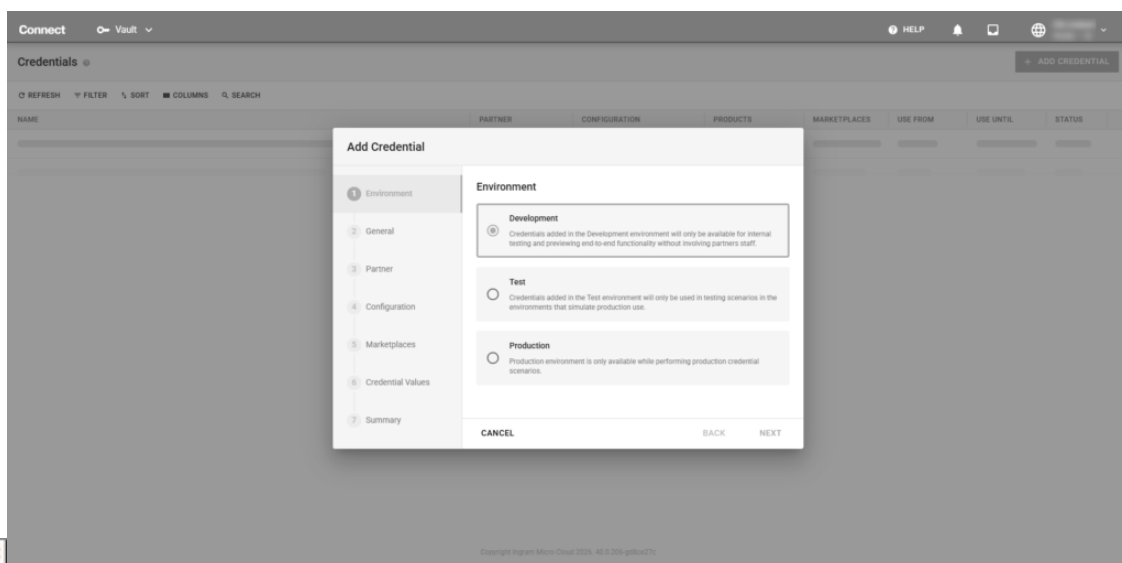 Connect
Vault
HELP
Credentials
+ ADD CREDENTIAL
REFRESH
FILTER
SORT
COLUMNS
SEARCH
NAME
PARTNER
CONFIGURATION
PRODUCTS
MARKETPLACES
USE FROM
USE UNTIL
STATUS
Add Credential
1 Environment
2 General
3 Partner
4 Configuration
5 Marketplaces
6 Credential Values
7 Summary
Environment
Development
Credentials added in the Development environment will only be available for internal
testing and previewing end-to-end functionality without involving partners staff.
Test
Credentials added in the Test environment will only be used in testing scenarios in the
environments that simulate production use.
Production
Production environment is only available while performing production credential
scenarios.
CANCEL
BACK
NEXT
Copyright Ingram Micro Cloud 2026.